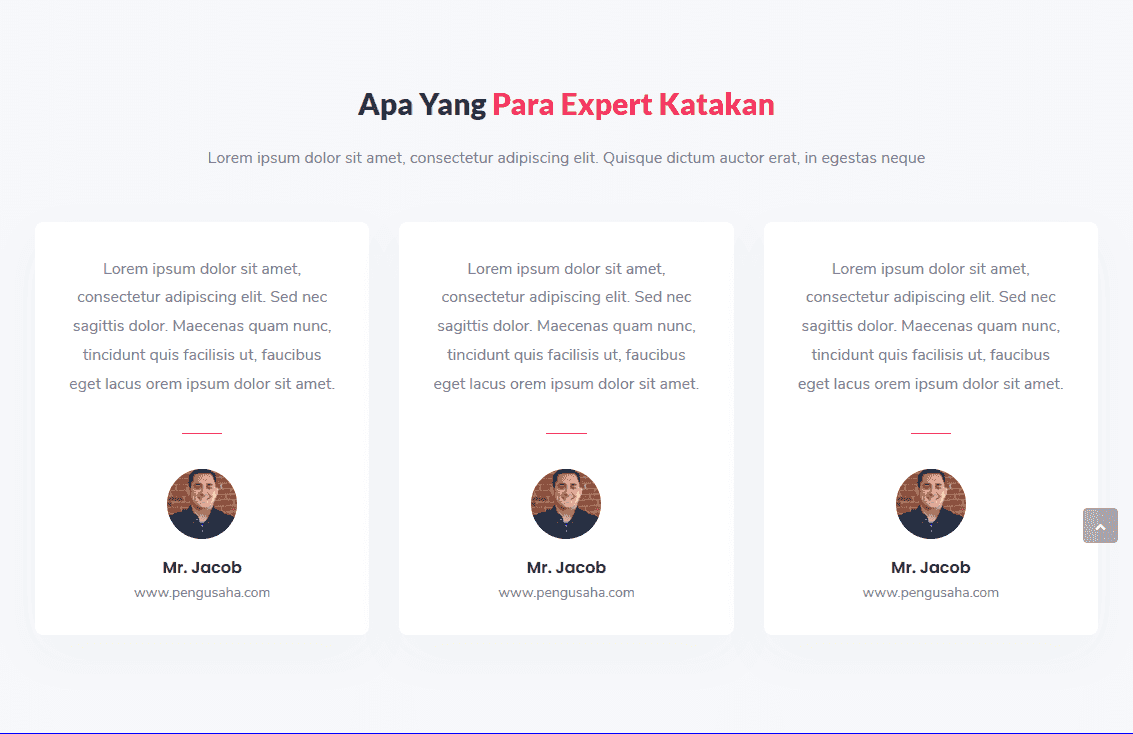 Apa Yang Para Expert Katakan
Lorem ipsum dolor sit amet, consectetur adipiscing elit. Quisque dictum auctor erat, in egestas neque
Lorem ipsum dolor sit amet,
consectetur adipiscing elit. Sed nec
sagittis dolor. Maecenas quam nunc,
tincidunt quis facilisis ut, faucibus
eget lacus orem ipsum dolor sit amet.
Mr. Jacob
www.pengusaha.com
Lorem ipsum dolor sit amet,
consectetur adipiscing elit. Sed nec
sagittis dolor. Maecenas quam nunc,
tincidunt quis facilisis ut, faucibus
eget lacus orem ipsum dolor sit amet.
Mr. Jacob
www.pengusaha.com
Lorem ipsum dolor sit amet,
consectetur adipiscing elit. Sed nec
sagittis dolor. Maecenas quam nunc,
tincidunt quis facilisis ut, faucibus
eget lacus orem ipsum dolor sit amet.
Mr. Jacob
www.pengusaha.com